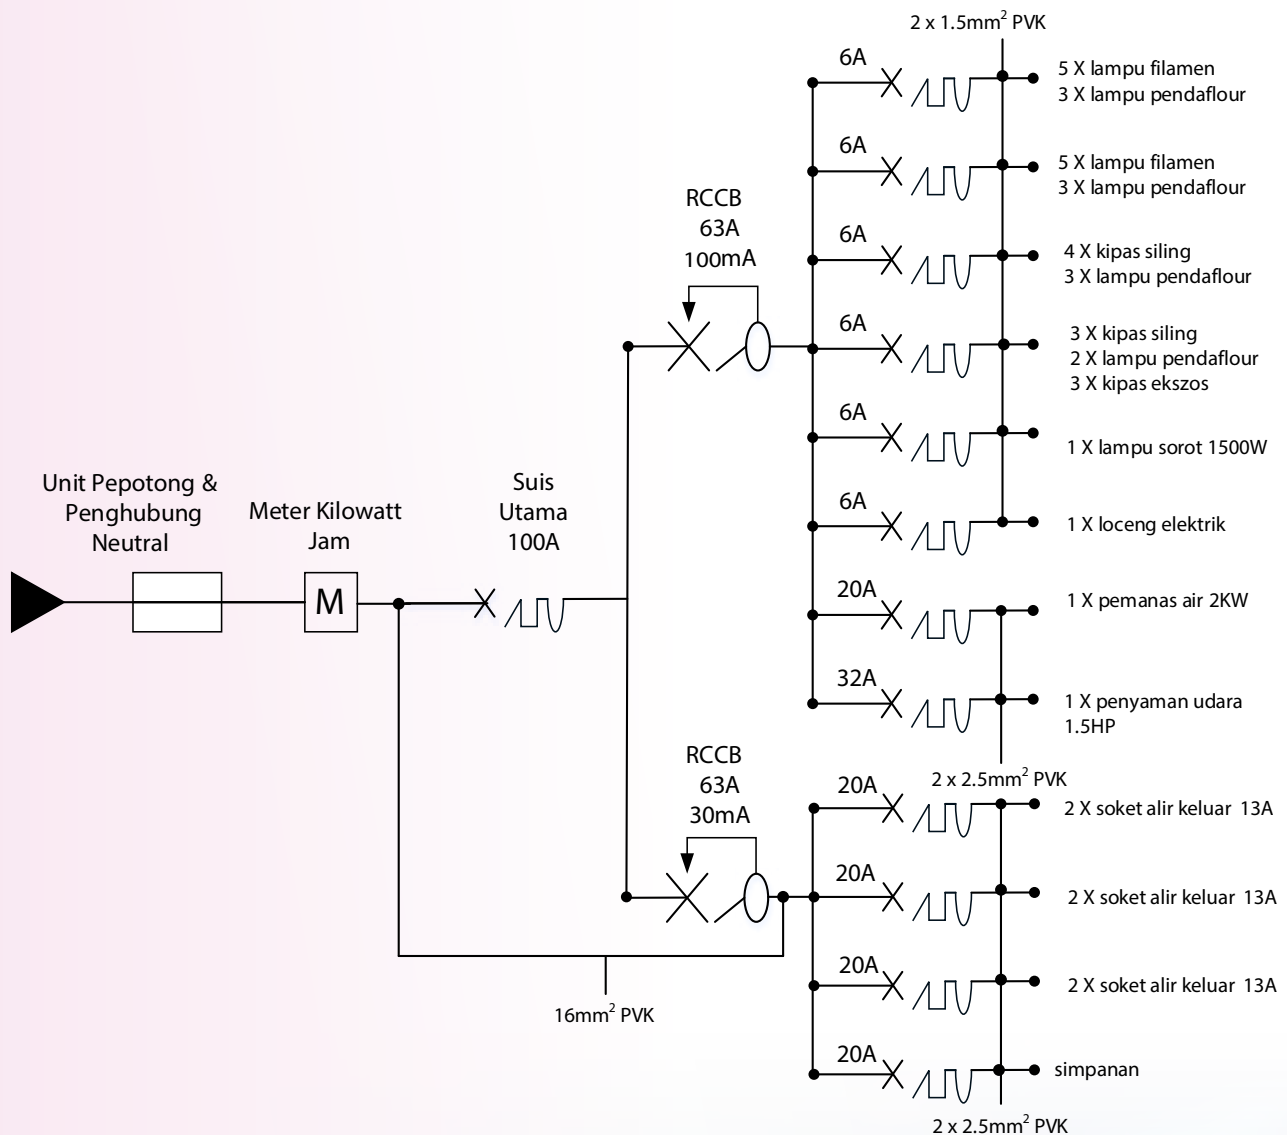 Unit Pepotong &
Penghubung
Neutral
Meter Kilowatt
Jam
M
Suis
Utama
100A
16mm² PVK
RCCB
63A
100mA
2 x 1.5mm² PVK
6A
5 X lampu filamen
3 X lampu pendaflour
6A
5 X lampu filamen
3 X lampu pendaflour
6A
4 X kipas siling
3 X lampu pendaflour
6A
3 X kipas siling
2 X lampu pendaflour
3 X kipas ekszos
6A
1 X lampu sorot 1500W
6A
1 X loceng elektrik
20A
1 X pemanas air 2KW
32A
1 X penyaman udara
1.5HP
2 x 2.5mm² PVK
RCCB
63A
30mA
20A
2 X soket alir keluar 13A
20A
2 X soket alir keluar 13A
20A
2 X soket alir keluar 13A
20A
simpanan
2 x 2.5mm² PVK